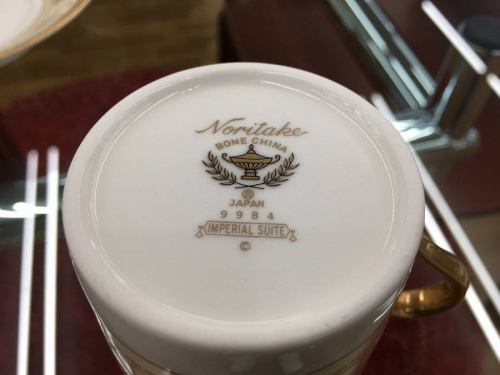 Noritake
BONE CHINA
®
JAPAN
9984
IMPERIAL SUITE
©